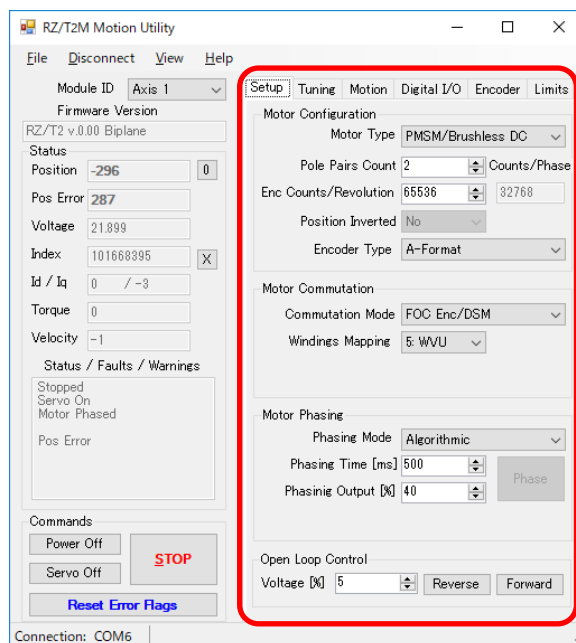 RZ/T2M Motion Utility
File Disconnect View Help
Module ID Axis 1
Firmware Version
RZ/T2 v.0.00 Biplane
Status
Position -296 0
Pos Error 287
Voltage 21.899
Index 101668395 X
Id / Iq 0 / -3
Torque 0
Velocity -1
Status / Faults / Warnings
Stopped
Servo On
Motor Phased
Pos Error
Commands
Power Off
STOP
Servo Off
Reset Error Flags
Setup Tuning Motion Digital I/O Encoder Limits
Motor Configuration
Motor Type PMSM/Brushless DC
Pole Pairs Count 2 Counts/Phase
Enc Counts/Revolution 65536 32768
Position Inverted No
Encoder Type A-Format
Motor Commutation
Commutation Mode FOC Enc/DSM
Windings Mapping 5: WVU
Motor Phasing
Phasing Mode Algorithmic
Phasing Time [ms] 500
Phase
Phasinig Output [%] 40
Open Loop Control
Voltage [%] 5 Reverse Forward
Connection: COM6